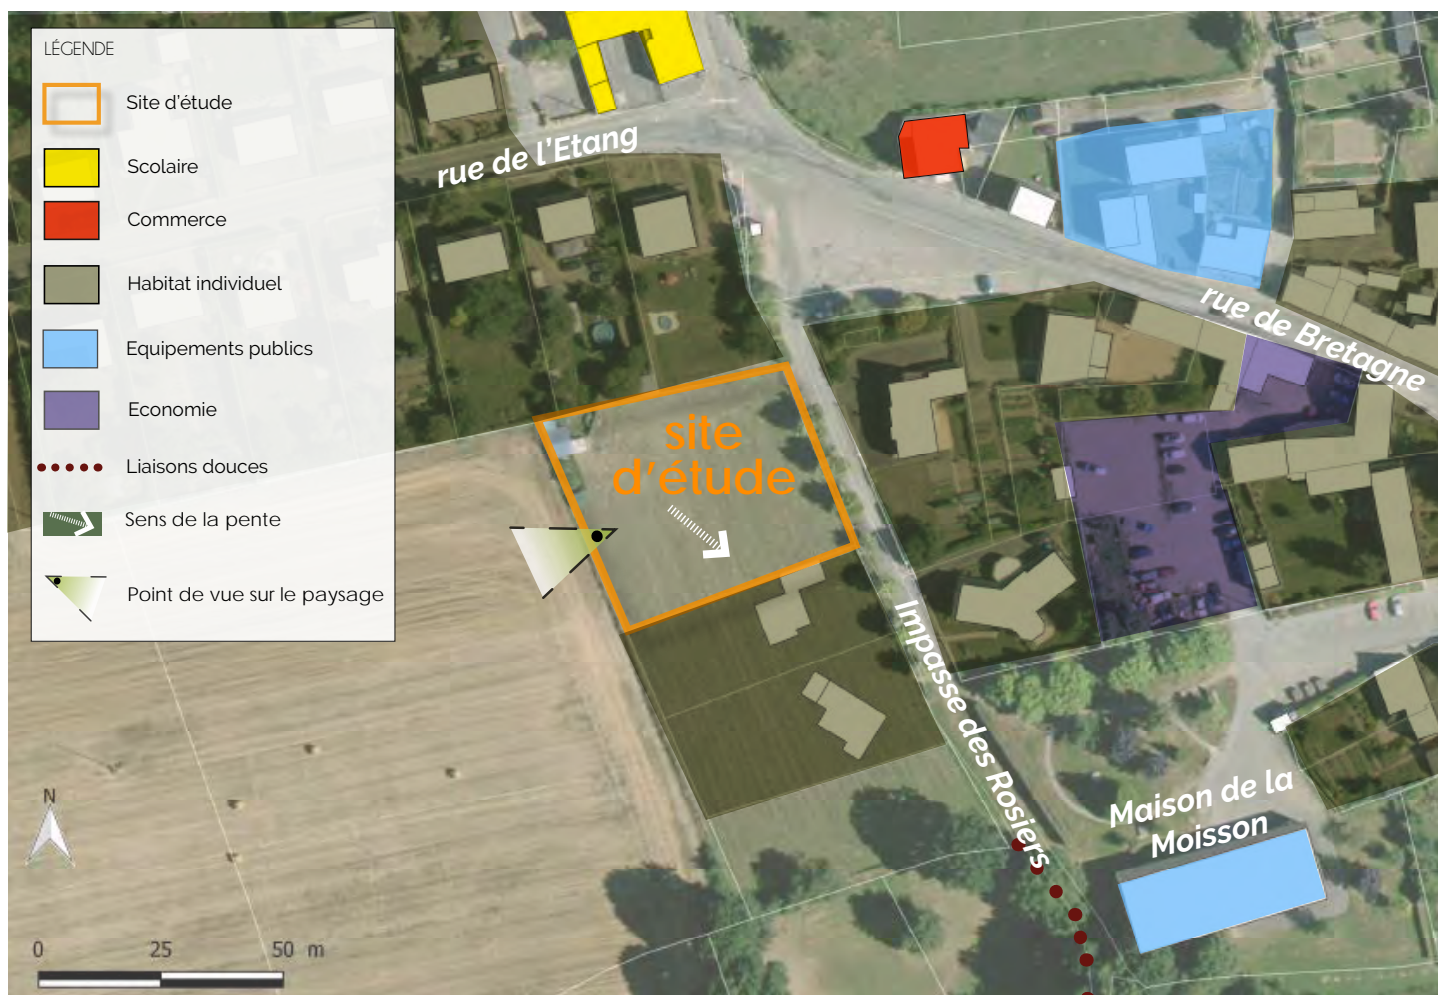 LÉGENDE
Site d'étude
Scolaire
Commerce
Habitat individuel
Equipements publics
Economie
Liaisons douces
Sens de la pente
Point de vue sur le paysage
rue de l'Etang
rue de Bretagne
site
d'étude
Impasse des Rosiers
Maison de la
Moisson
N
0 25 50 m